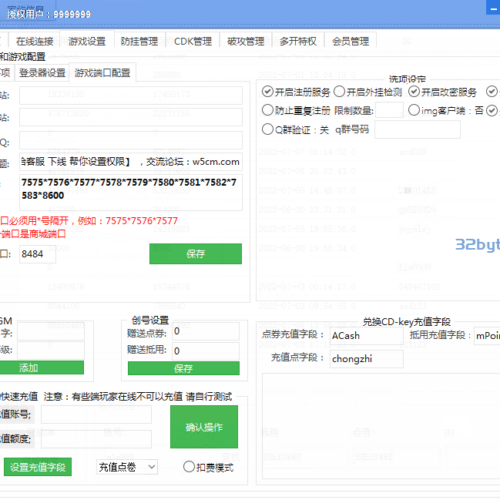 授权用户：9999999
在线连接 游戏设置 防挂管理 CDK管理 破攻管理 多开特权 会员管理
和游戏配置
项 登录器设置 游戏端口配置
选项设定
站:
开启注册服务 开启外挂检测 开启改密服务
站:
防止重复注册 限制数量: img客户端：否
Q:
Q群验证：关 q群号码
题: 客服 下线 帮你设置权限】 ，交流论坛：w5cm.com
7575*7576*7577*7578*7579*7580*7581*7582*7583*8600
口必须用*号隔开，例如：7575*7576*7577
端口是商城端口
口: 8484 保存
32byt
GM
字:
级:
添加
创号设置
赠送点券: 0
赠送抵用: 0
保存
兑换CD-key充值字段
点券充值字段： ACash 抵用充值字段： mPoin
充值点字段： chongzhi
快速充值 注意：有些端玩家在线不可以充值 请自行测试
值账号;
值额度;
确认操作
设置充值字段 充值点卷 扣费模式